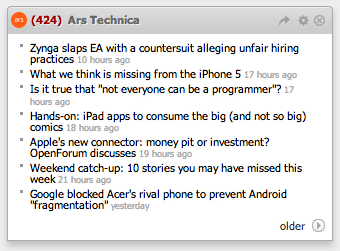 ars (424) Ars Technica
Zynga slaps EA with a countersuit alleging unfair hiring
practices 10 hours ago
What we think is missing from the iPhone 5 17 hours ago
Is it true that "not everyone can be a programmer"? 17
hours ago
Hands-on: iPad apps to consume the big (and not so big)
comics 18 hours ago
Apple's new connector: money pit or investment?
OpenForum discusses 19 hours ago
Weekend catch-up: 10 stories you may have missed this
week 21 hours ago
Google blocked Acer's rival phone to prevent Android
"fragmentation" yesterday
older